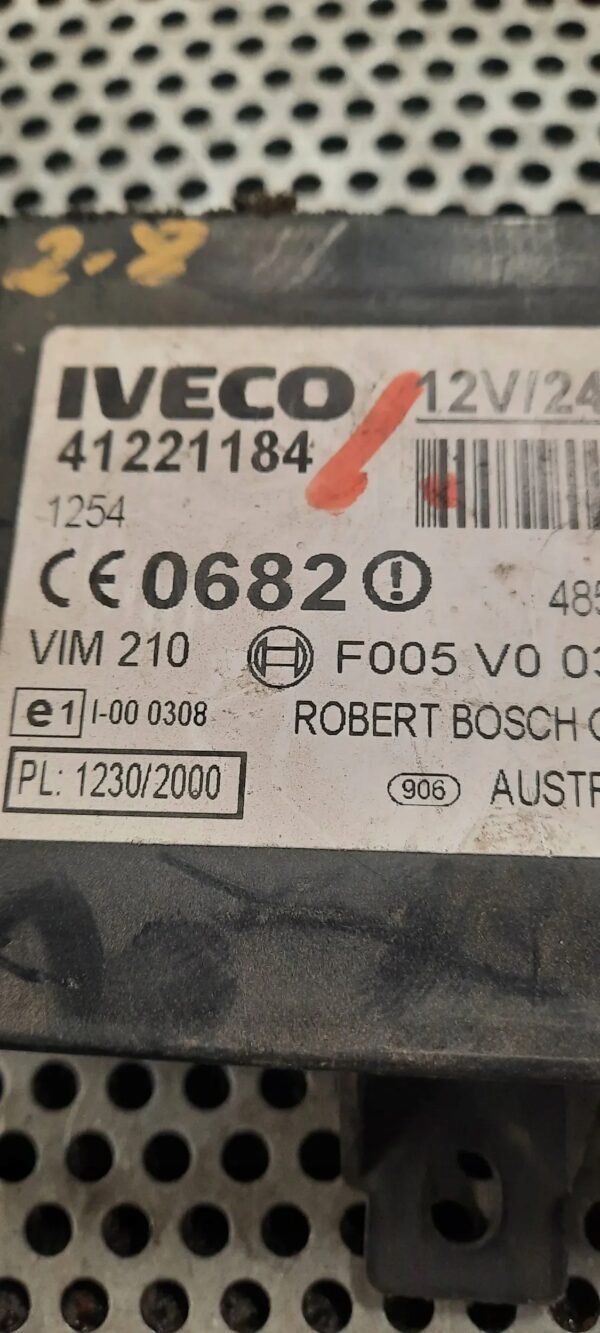 2-8
IVECO 12V/24
41221184
1254
CE 0682
485
VIM 210 F005 V0 03
e1 I-00 0308 ROBERT BOSCH
PL: 1230/2000 906 AUSTR